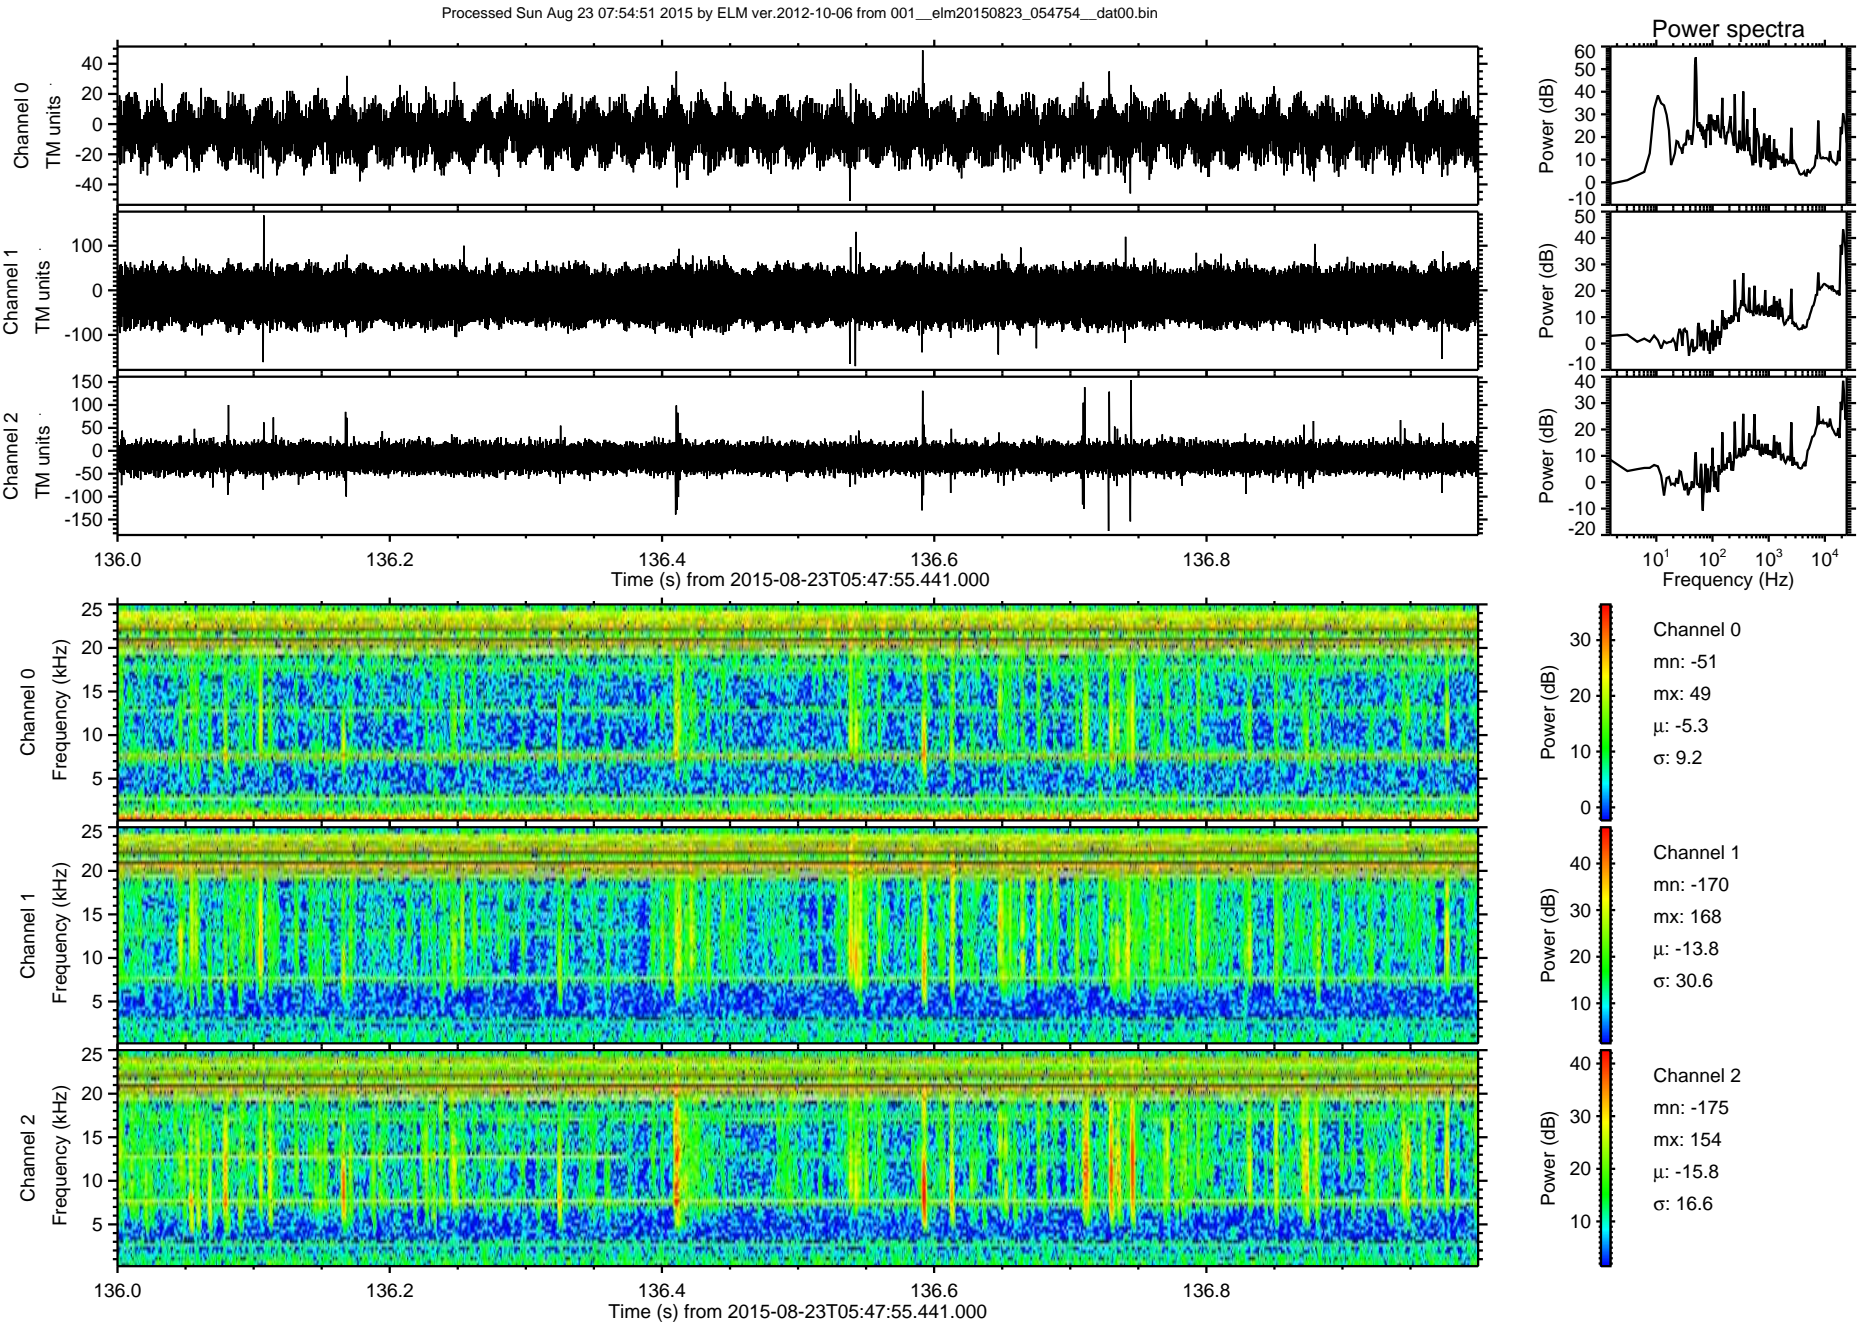 Processed Sun Aug 23 07:54:51 2015 by ELM ver.2012-10-06 from 001__elm20150823_054754__dat00.bin
Power spectra
Channel 0
TM units
40
20
0
-20
-40
Power (dB)
60
50
40
30
20
10
0
-10
Channel 1
TM units
100
0
-100
Power (dB)
50
40
30
20
10
0
-10
Channel 2
TM units
150
100
50
0
-50
-100
-150
Power (dB)
40
30
20
10
0
-10
-20
136.0 136.2 136.4 136.6 136.8
Time (s) from 2015-08-23T05:47:55.441.000
10¹ 10² 10³ 10⁴
Frequency (Hz)
Channel 0
Frequency (kHz)
25
20
15
10
5
Power (dB)
30
20
10
0
Channel 0
mn: -51
mx: 49
μ: -5.3
σ: 9.2
Channel 1
Frequency (kHz)
25
20
15
10
5
Power (dB)
40
30
20
10
Channel 1
mn: -170
mx: 168
μ: -13.8
σ: 30.6
Channel 2
Frequency (kHz)
25
20
15
10
5
Power (dB)
40
30
20
10
Channel 2
mn: -175
mx: 154
μ: -15.8
σ: 16.6
136.0 136.2 136.4 136.6 136.8
Time (s) from 2015-08-23T05:47:55.441.000